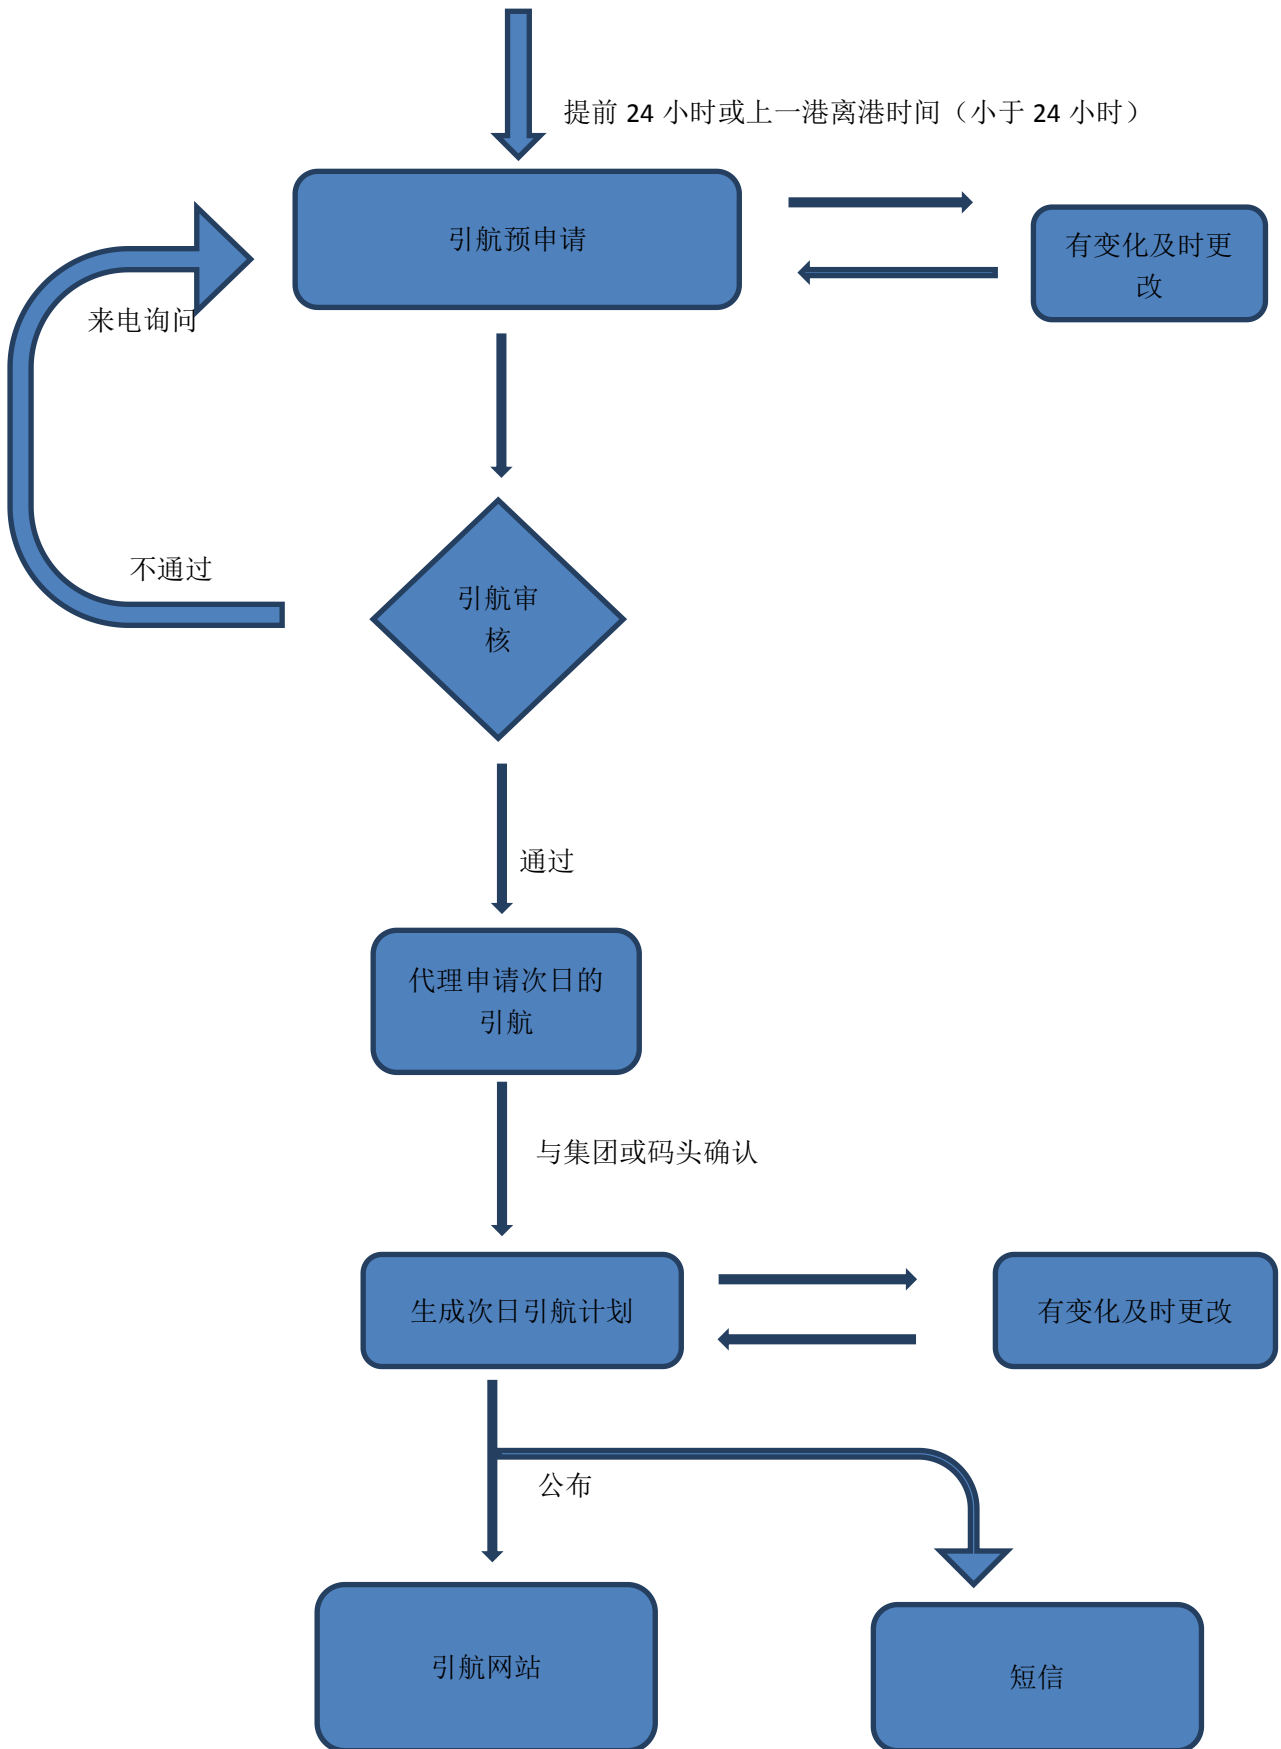 提前 24 小时或上一港离港时间（小于 24 小时）
引航预申请
有变化及时更
改
来电询问
不通过
引航审
核
通过
代理申请次日的
引航
与集团或码头确认
生成次日引航计划
有变化及时更改
公布
引航网站
短信